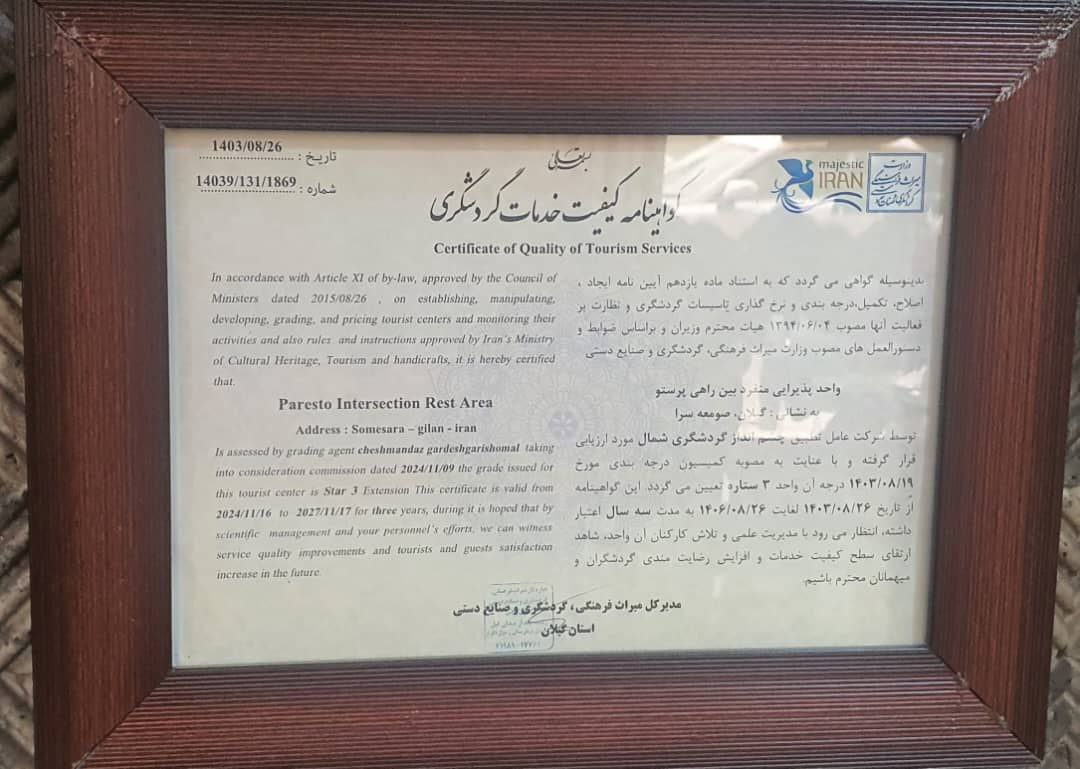 بسمه تعالی
1403/08/26
تاریخ :
14039/131/1869
شماره :
majestic
IRAN
گواهینامه کیفیت خدمات گردشگری
Certificate of Quality of Tourism Services
In accordance with Article XI of by-law, approved by the Council of
Ministers dated 2015/08/26 , on establishing, manipulating,
developing, grading, and pricing tourist centers and monitoring their
activities and also rules and instructions approved by Iran's Ministry
of Cultural Heritage, Tourism and handicrafts, it is hereby certified
that.
Paresto Intersection Rest Area
Address : Somesara – gilan - iran
Is assessed by grading agent cheshmandaz gardeshgarishomal taking
into consideration commission dated 2024/11/09 the grade issued for
this tourist center is Star 3 Extension This certificate is valid from
2024/11/16 to 2027/11/17 for three years, during it is hoped that by
scientific management and your personnel's efforts, we can witness
service quality improvements and tourists and guests satisfaction
increase in the future.
بدینوسیله گواهی می گردد که به استناد ماده یازدهم آیین نامه ایجاد ،
اصلاح، تکمیل،درجه بندی و نرخ گذاری تاسیسات گردشگری و نظارت بر
فعالیت آنها مصوب ۱۳۹۴/۰۶/۰۴ هیات محترم وزیران و براساس ضوابط و
دستورالعمل های مصوب وزارت میراث فرهنگی، گردشگری و صنایع دستی
واحد پذیرایی منفرد بین راهی پرستو
به نشانی : گیلان، صومعه سرا
توسط شرکت عامل تطبیق چشم انداز گردشگری شمال مورد ارزیابی
قرار گرفته و با عنایت به مصوبه کمیسیون درجه بندی مورخ
۱۴۰۳/۰۸/۱۹ درجه آن واحد ۳ ستاره تعیین می گردد. این گواهینامه
از تاریخ ۱۴۰۳/۰۸/۲۶ لغایت ۱۴۰۶/۰۸/۲۶ به مدت سه سال اعتبار
داشته، انتظار می رود با مدیریت علمی و تلاش کارکنان آن واحد، شاهد
ارتقای سطح کیفیت خدمات و افزایش رضایت مندی گردشگران و
میهمانان محترم باشیم.
مدیرکل میراث فرهنگی، گردشگری و صنایع دستی
استان گیلان